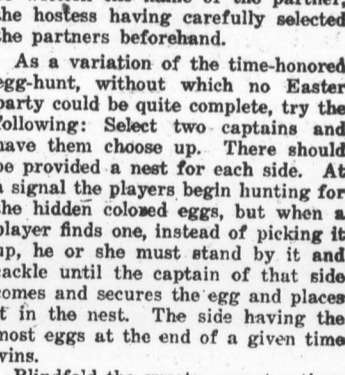 the hostess having carefully selected
the partners beforehand.
As a variation of the time-honored
egg-hunt, without which no Easter
party could be quite complete, try the
following: Select two captains and
have them choose up. There should
be provided a nest for each side. At
a signal the players begin hunting for
the hidden colored eggs, but when a
player finds one, instead of picking it
up, he or she must stand by it and
cackle until the captain of that side
comes and secures the egg and places
it in the nest. The side having the
most eggs at the end of a given time
wins.